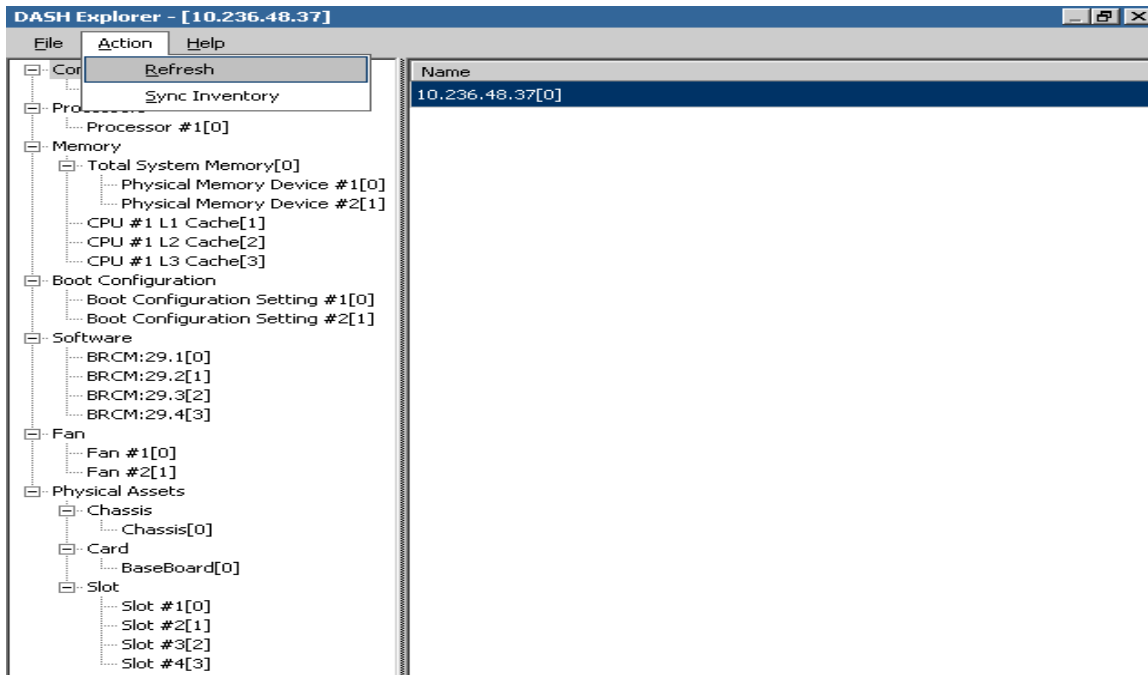 DASH Explorer - [10.236.48.37]
File Action Help
Refresh
Sync Inventory
Name
10.236.48.37[0]
Processor #1[0]
Memory
Total System Memory[0]
Physical Memory Device #1[0]
Physical Memory Device #2[1]
CPU #1 L1 Cache[1]
CPU #1 L2 Cache[2]
CPU #1 L3 Cache[3]
Boot Configuration
Boot Configuration Setting #1[0]
Boot Configuration Setting #2[1]
Software
BRCM:29.1[0]
BRCM:29.2[1]
BRCM:29.3[2]
BRCM:29.4[3]
Fan
Fan #1[0]
Fan #2[1]
Physical Assets
Chassis
Chassis[0]
Card
BaseBoard[0]
Slot
Slot #1[0]
Slot #2[1]
Slot #3[2]
Slot #4[3]